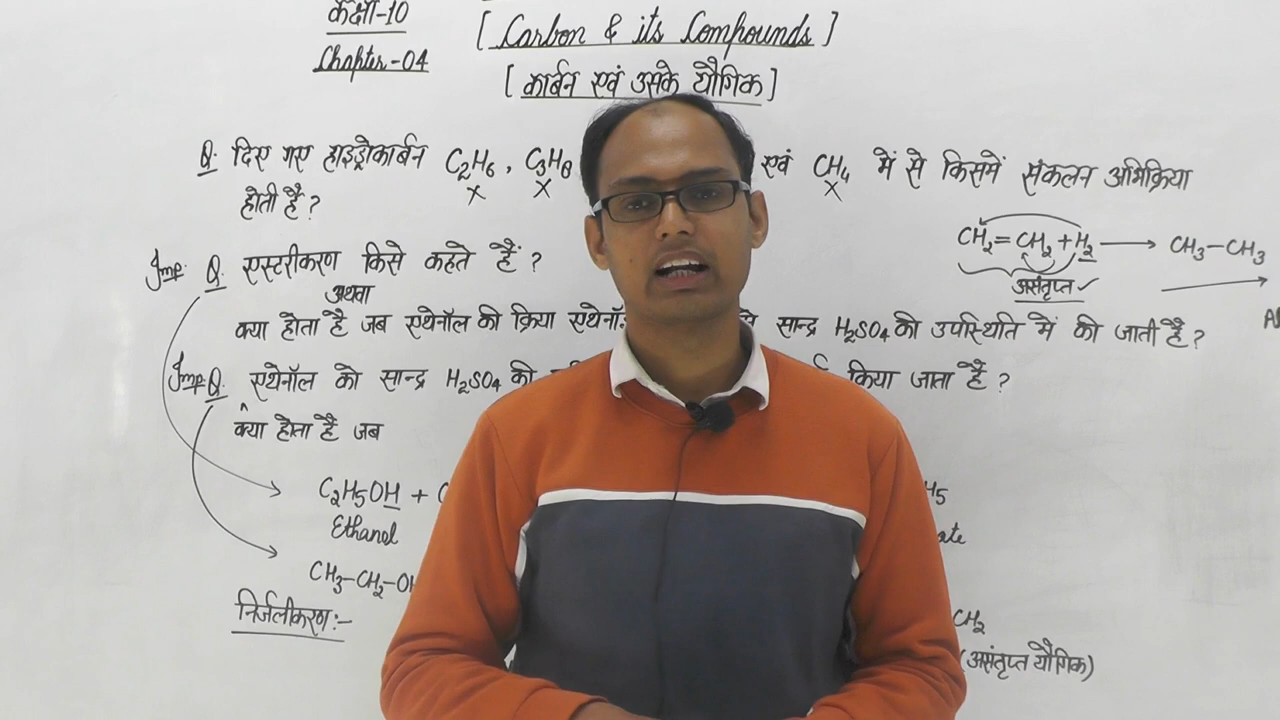 कक्षा-10
Chapter-04
[Carbon & its Compounds]
[कार्बन एवं उसके यौगिक]
Q. दिए गए हाइड्रोकार्बन C₂H₆, C₃H₈ एवं CH₄ में से किसमें संकलन अभिक्रिया
x x x
होती है?
CH₂=CH₂+H₂ → CH₃-CH₃
असंतृप्त ✓
Imp. Q. एस्टरीकरण किसे कहते हैं?
अथवा
क्या होता है जब एथेनॉल की क्रिया सान्द्र H₂SO₄ की उपस्थिति में की जाती है?
Imp. Q. एथेनॉल को सान्द्र H₂SO₄ की किया जाता है?
^
क्या होता है जब
C₂H₅OH + C H₅
Ethanol ate
CH₃-CH₂-OH
CH₂
निर्जलीकरण:-
(असंतृप्त यौगिक)